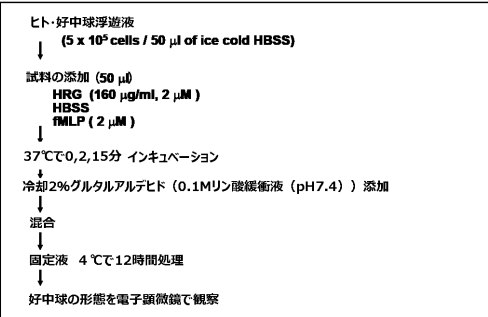 ヒト・好中球浮遊液
(5 x 10⁵ cells / 50 μl of ice cold HBSS)
試料の添加 (50 μl)
HRG (160 μg/ml, 2 μM )
HBSS
fMLP ( 2 μM )
37℃で0,2,15分 インキュベーション
冷却2%グルタルアルデヒド（0.1Mリン酸緩衝液（pH7.4））添加
混合
固定液 4℃で12時間処理
好中球の形態を電子顕微鏡で観察